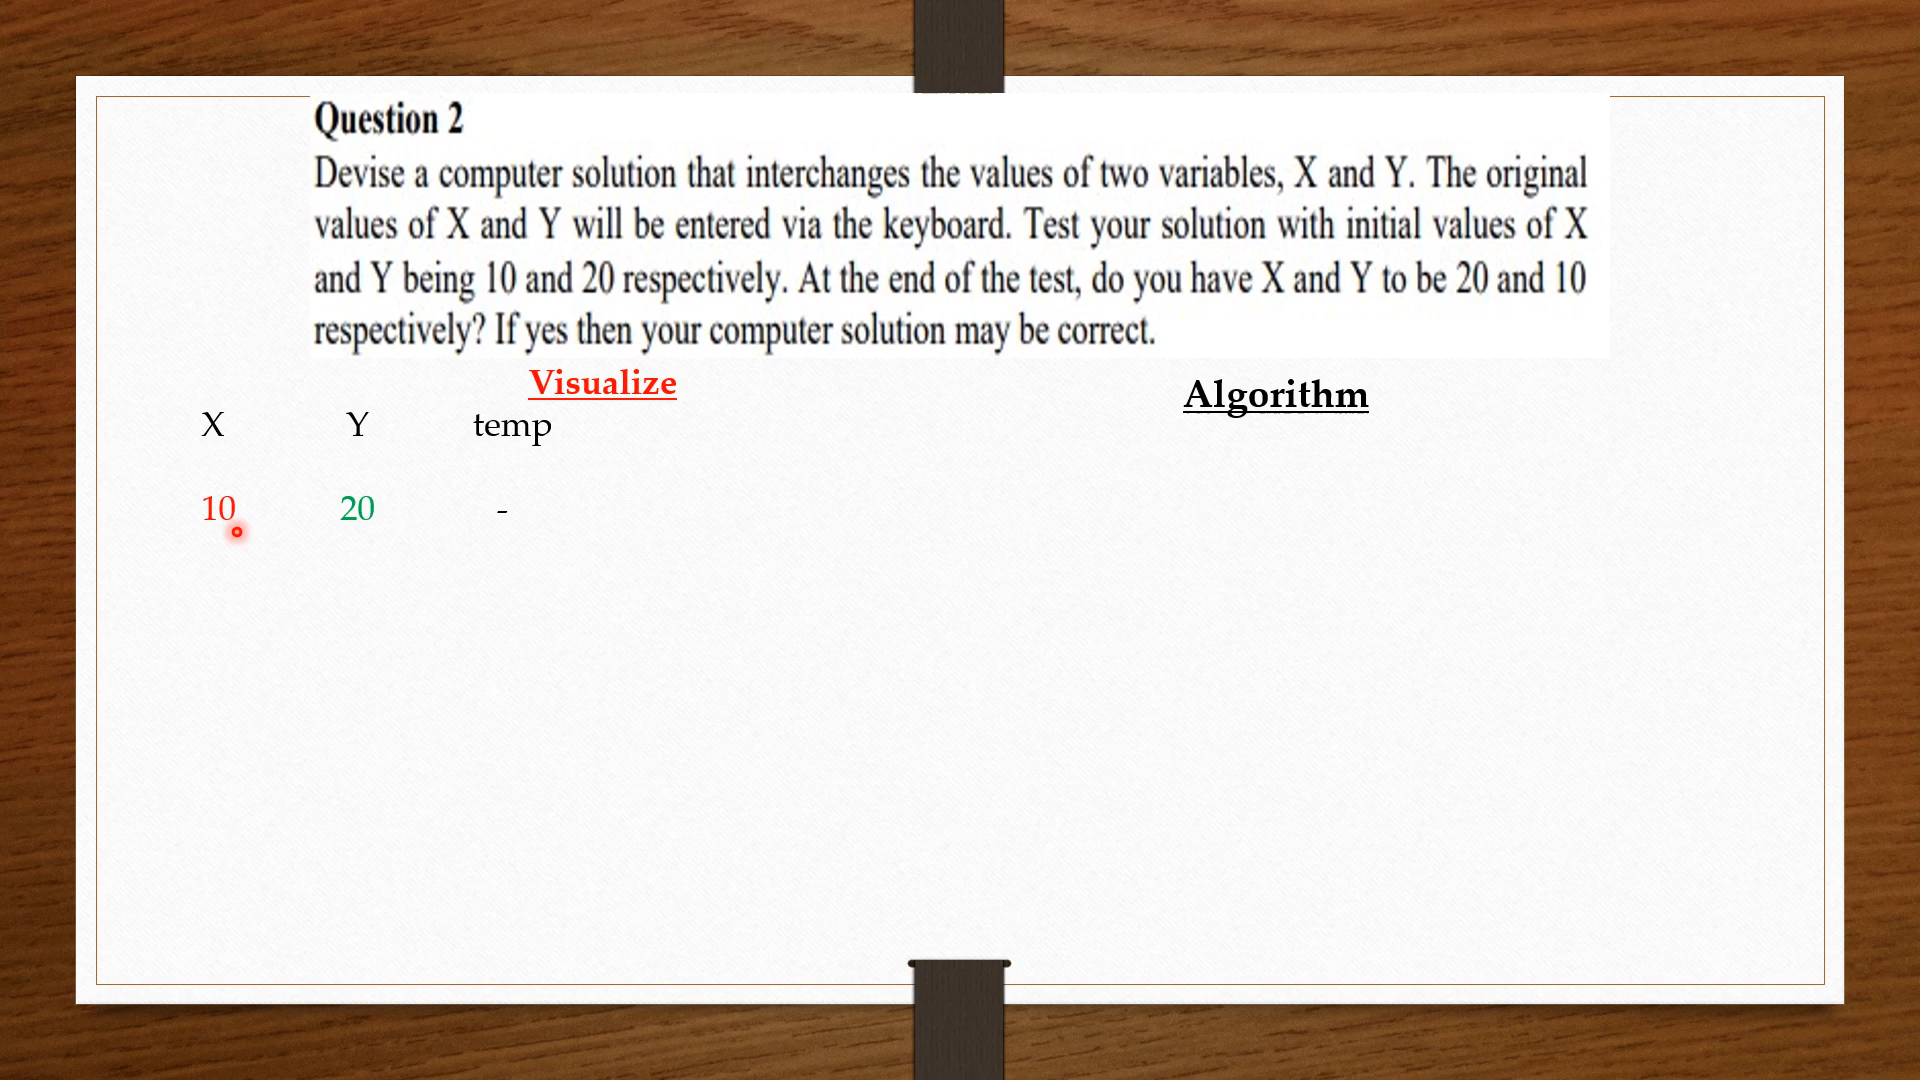 Question 2
Devise a computer solution that interchanges the values of two variables, X and Y. The original
values of X and Y will be entered via the keyboard. Test your solution with initial values of X
and Y being 10 and 20 respectively. At the end of the test, do you have X and Y to be 20 and 10
respectively? If yes then your computer solution may be correct.
Visualize
Algorithm
X Y temp
10 20 -